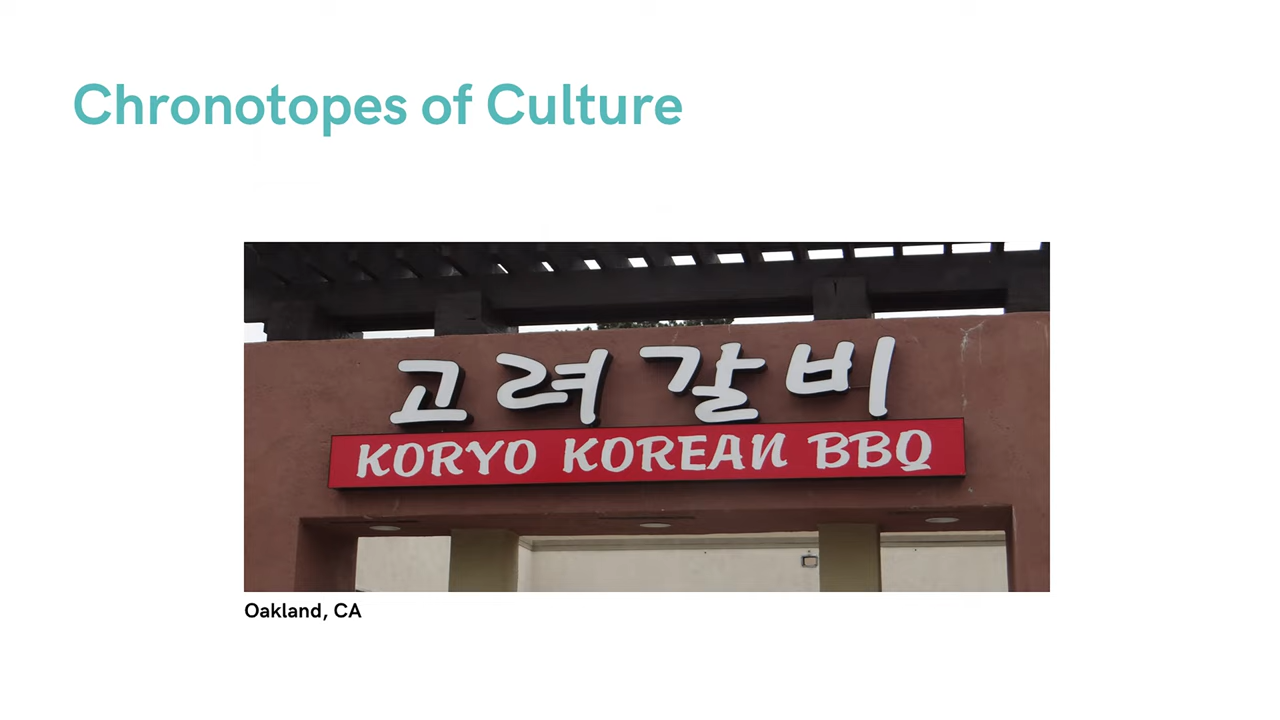 Chronotopes of Culture
고려갈비
KORYO KOREAN BBQ
Oakland, CA